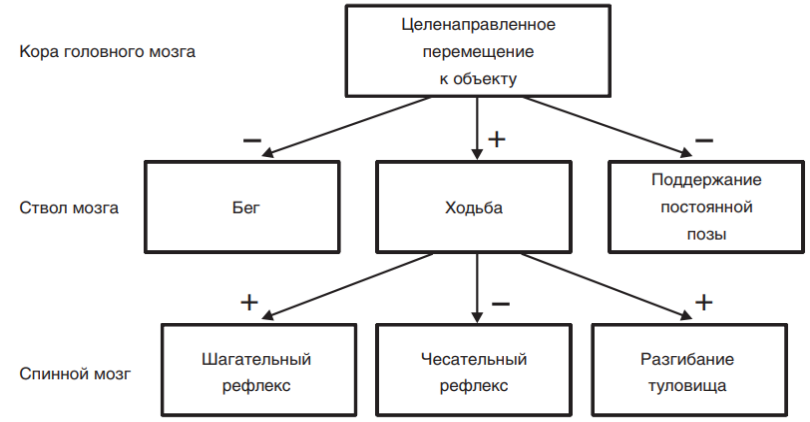 Кора головного мозга
Целенаправленное
перемещение
к объекту
–
+
–
Ствол мозга
Бег
Ходьба
Поддержание
постоянной
позы
+
–
+
Спинной мозг
Шагательный
рефлекс
Чесательный
рефлекс
Разгибание
туловища